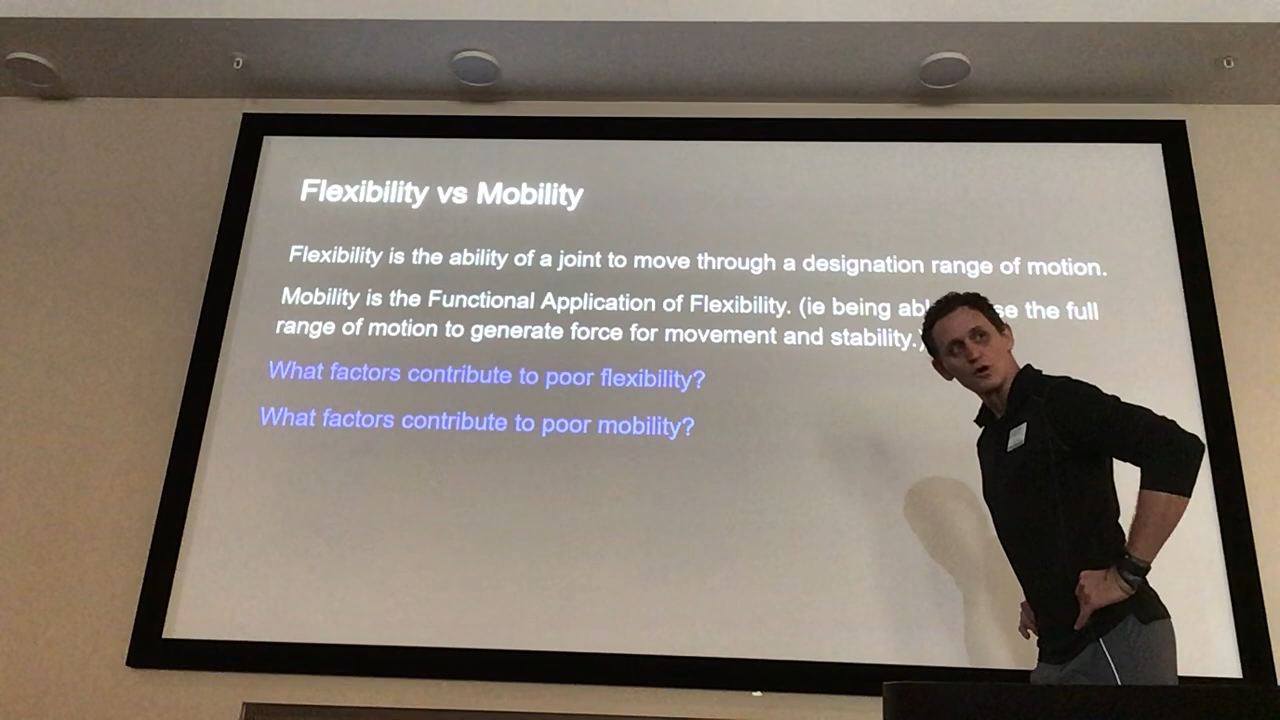 Flexibility vs Mobility
Flexibility is the ability of a joint to move through a designation range of motion.
Mobility is the Functional Application of Flexibility. (ie being se the full
range of motion to generate force for movement and stability.)
What factors contribute to poor flexibility?
What factors contribute to poor mobility?